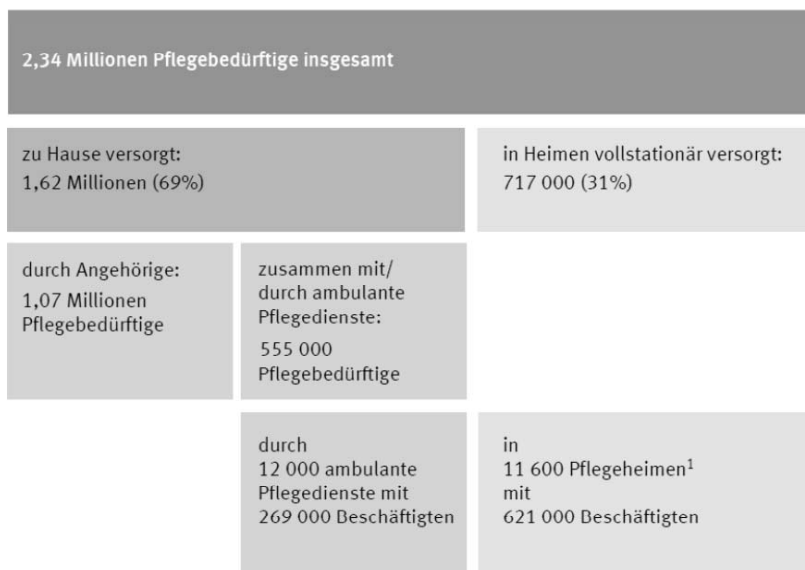 2,34 Millionen Pflegebedürftige insgesamt
zu Hause versorgt:
1,62 Millionen (69%)
in Heimen vollstationär versorgt:
717 000 (31%)
durch Angehörige:
1,07 Millionen
Pflegebedürftige
zusammen mit/
durch ambulante
Pflegedienste:
555 000
Pflegebedürftige
durch
12 000 ambulante
Pflegedienste mit
269 000 Beschäftigten
in
11 600 Pflegeheimen¹
mit
621 000 Beschäftigten